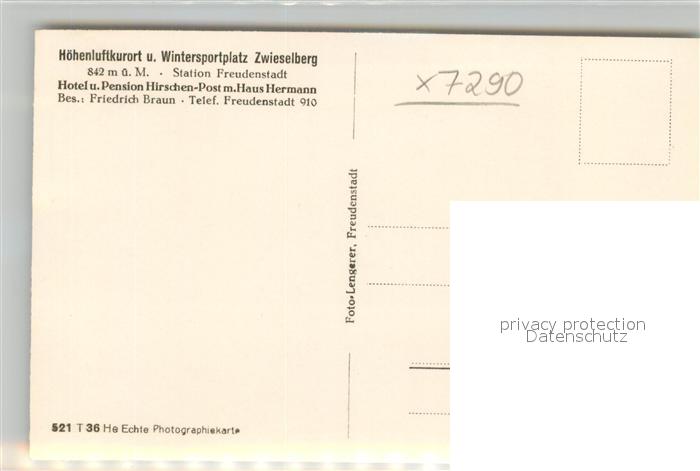 Höhenluftkurort u. Wintersportplatz Zwieselberg
842 m ü. M. · Station Freudenstadt
Hotel u. Pension Hirschen-Post m. Haus Hermann
Bes.: Friedrich Braun · Telef. Freudenstadt 910
x7290
Foto-Lengerer, Freudenstadt
privacy protection
Datenschutz
521 T 36 He Echte Photographiekarte